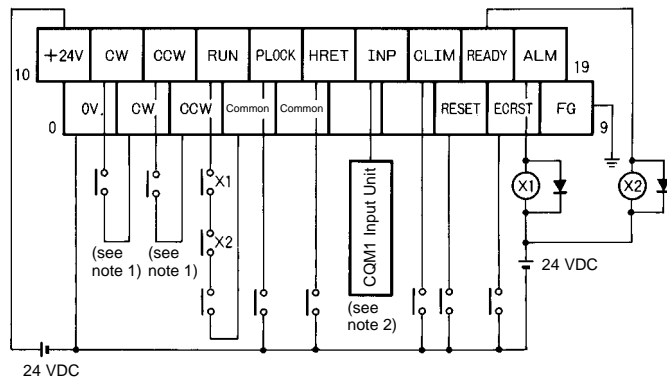 +24V CW CCW RUN PLOCK HRET INP CLIM READY ALM
10 19
0V. CW CCW Common Common RESET ECRST FG
0 9
X1 X1 X2
X2
CQM1 Input Unit
(see note 1)
(see note 1)
(see note 2)
24 VDC
24 VDC